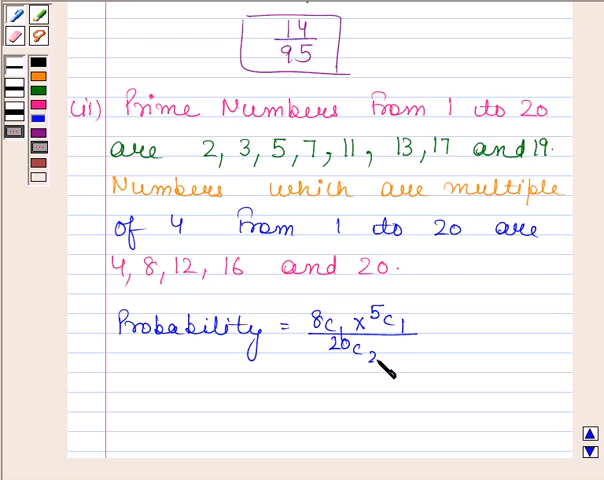 14
95
(ii) Prime Numbers From 1 to 20
are 2, 3, 5, 7, 11, 13, 17 and 19.
Numbers which are multiple
of 4 From 1 to 20 are
4, 8, 12, 16 and 20.
Probability = 8C1 x 5C1
20C2